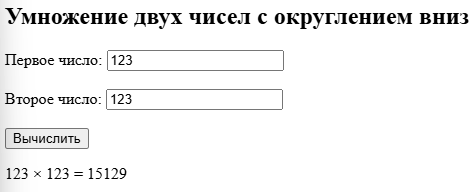 Умножение двух чисел с округлением вниз
Первое число: 123
Второе число: 123
Вычислить
123 × 123 = 15129